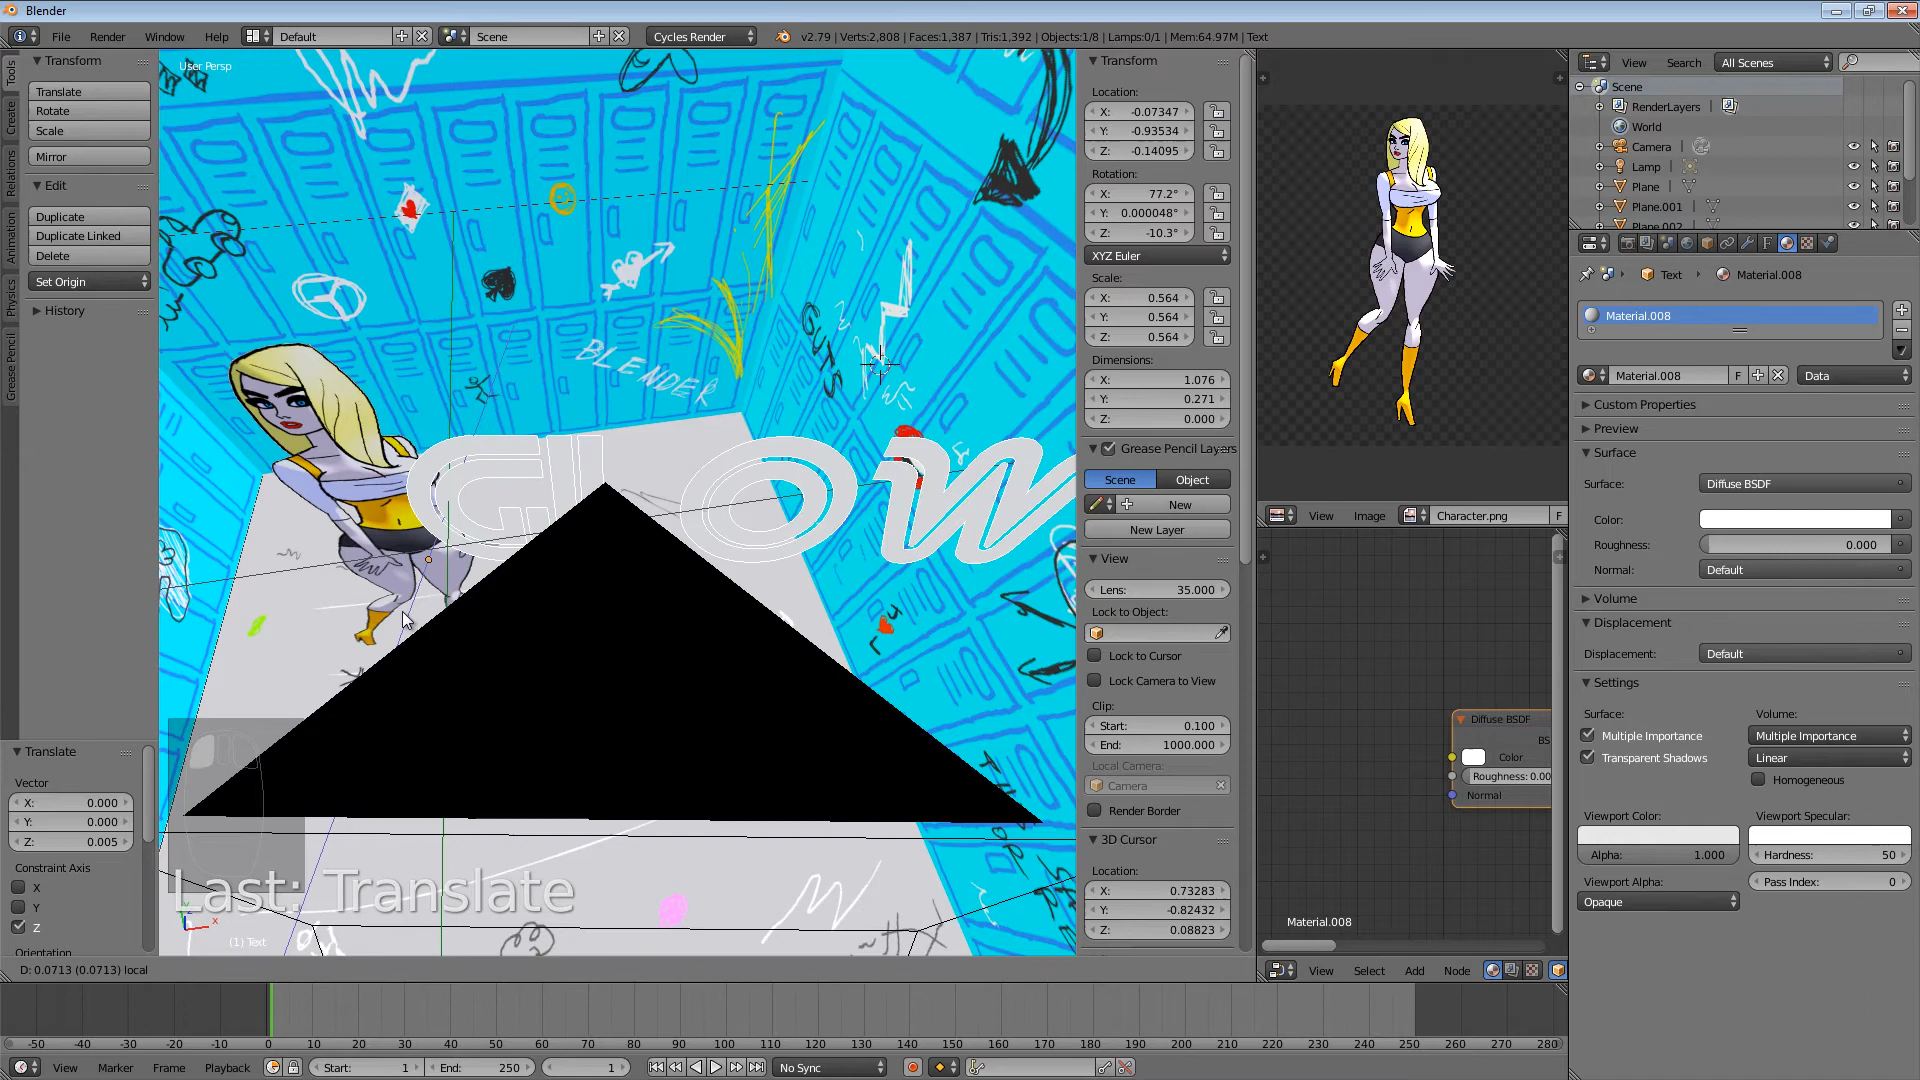 Blender
File Render Window Help Default Scene Cycles Render v2.79 | Verts:2,808 | Faces:1,387 | Tris:1,392 | Objects:1/8 | Lamps:0/1 | Mem:64.97M | Text
Tools
Create
Relations
Animation
Physics
Grease Pencil
Transform
Translate
Rotate
Scale
Mirror
Edit
Duplicate
Duplicate Linked
Delete
Set Origin
History
Translate
Vector
X: 0.000
Y: 0.000
Z: 0.005
Constraint Axis
X
Y
Z
Orientation
User Persp
BLENDER
GUTS
GLOW
Last: Translate
(1) Text
D: 0.0713 (0.0713) local
Transform
Location:
X: -0.07347
Y: -0.93534
Z: -0.14095
Rotation:
X: 77.2°
Y: 0.000048°
Z: -10.3°
XYZ Euler
Scale:
X: 0.564
Y: 0.564
Z: 0.564
Dimensions:
X: 1.076
Y: 0.271
Z: 0.000
Grease Pencil Layers
Scene Object
New
New Layer
View
Lens: 35.000
Lock to Object:
Lock to Cursor
Lock Camera to View
Clip:
Start: 0.100
End: 1000.000
Local Camera:
Camera
Render Border
3D Cursor
Location:
X: 0.73283
Y: -0.82432
Z: 0.08823
View Image Character.png F
Diffuse BSDF
BS
Color
Roughness: 0.00
Normal
Material.008
View Select Add Node
View Search All Scenes
Scene
RenderLayers
World
Camera
Lamp
Plane
Plane.001
Plane.002
Text Material.008
Material.008
Material.008 F Data
Custom Properties
Preview
Surface
Surface: Diffuse BSDF
Color:
Roughness: 0.000
Normal: Default
Volume
Displacement
Displacement: Default
Settings
Surface: Volume:
Multiple Importance Multiple Importance
Transparent Shadows Linear
Homogeneous
Viewport Color: Viewport Specular:
Alpha: 1.000 Hardness: 50
Viewport Alpha: Pass Index: 0
Opaque
-50 -40 -30 -20 -10 0 10 20 30 40 50 60 70 80 90 100 110 120 130 140 150 160 170 180 190 200 210 220 230 240 250 260 270 280
View Marker Frame Playback Start: 1 End: 250 1 No Sync